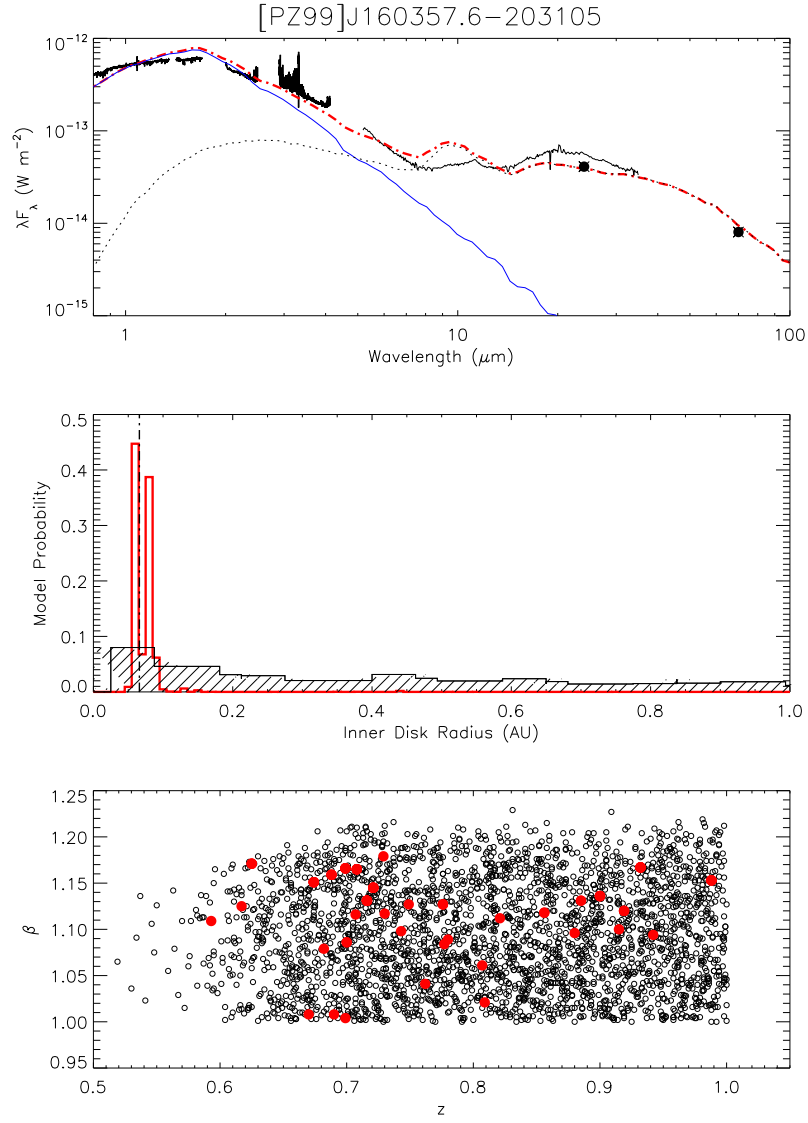 [PZ99]J160357.6−203105
λF_λ (W m⁻²)
10⁻¹²
10⁻¹³
10⁻¹⁴
10⁻¹⁵
1 10 100
Wavelength (μm)
Model Probability
0.5
0.4
0.3
0.2
0.1
0.0
0.0 0.2 0.4 0.6 0.8 1.0
Inner Disk Radius (AU)
β
1.25
1.20
1.15
1.10
1.05
1.00
0.95
0.5 0.6 0.7 0.8 0.9 1.0
z